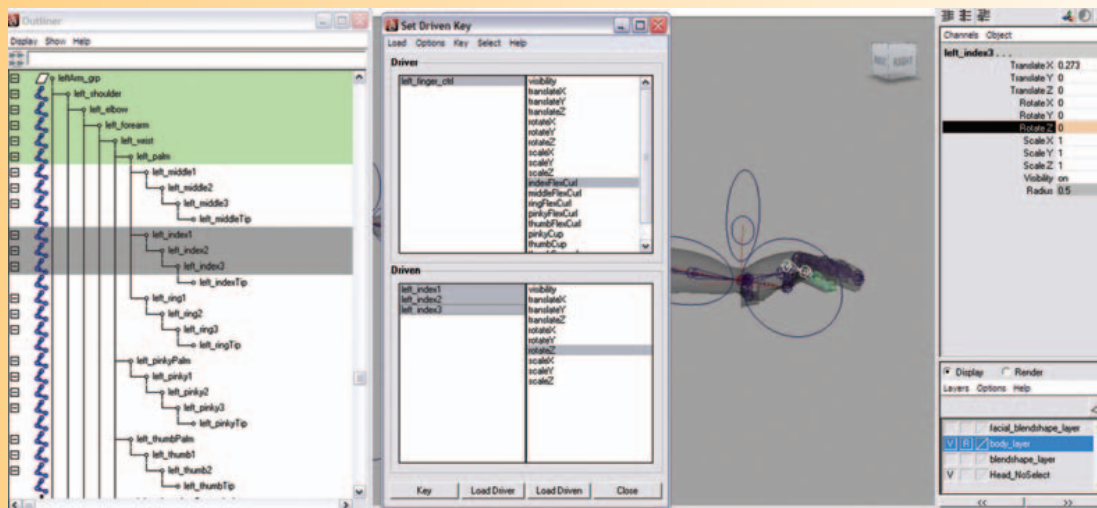 Outliner
Display Show Help
leftArm_grp
left_shoulder
left_elbow
left_forearm
left_wrist
left_palm
left_middle1
left_middle2
left_middle3
left_middleTip
left_index1
left_index2
left_index3
left_indexTip
left_ring1
left_ring2
left_ring3
left_ringTip
left_pinkyPalm
left_pinky1
left_pinky2
left_pinky3
left_pinkyTip
left_thumbPalm
left_thumb1
left_thumb2
left_thumbTip
Set Driven Key
Load Options Key Select Help
Driver
left_finger_ctrl
visibility
translateX
translateY
translateZ
rotateX
rotateY
rotateZ
scaleX
scaleY
scaleZ
indexFlexCurl
middleFlexCurl
ringFlexCurl
pinkyFlexCurl
thumbFlexCurl
pinkyCup
thumbCup
Driven
left_index1
left_index2
left_index3
visibility
translateX
translateY
translateZ
rotateX
rotateY
rotateZ
scaleX
scaleY
scaleZ
Key Load Driver Load Driven Close
RIGHT
Channels Object
left_index3 . . .
Translate X 0.273
Translate Y 0
Translate Z 0
Rotate X 0
Rotate Y 0
Rotate Z 0
Scale X 1
Scale Y 1
Scale Z 1
Visibility on
Radius 0.5
Display Render
Layers Options Help
facial_blendshape_layer
V R body_layer
blendshape_layer
V Head_NoSelect
<< >>